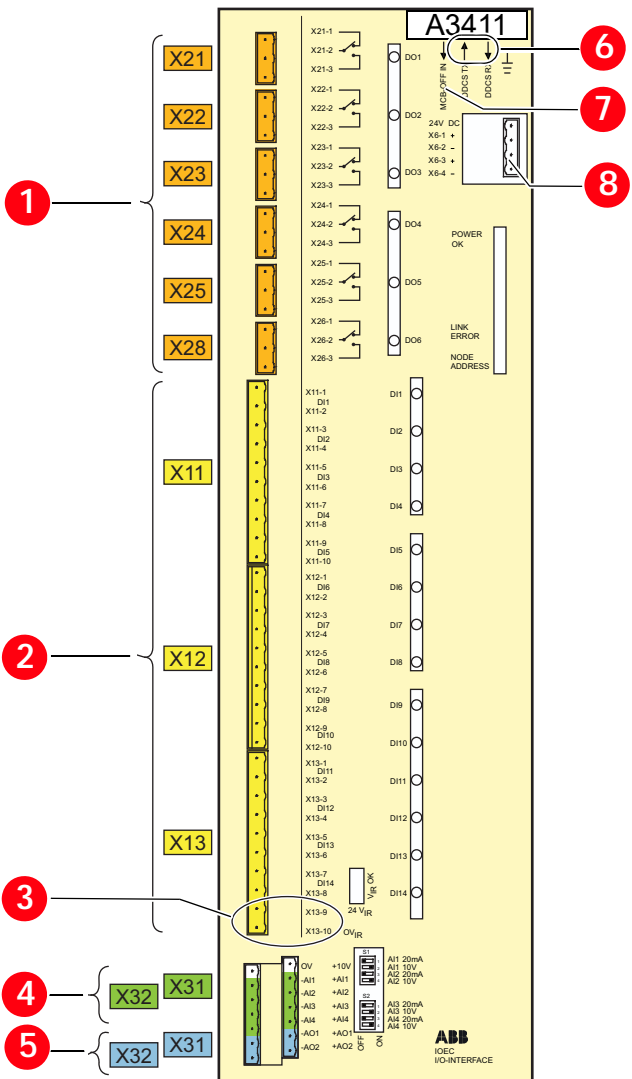 A3411
MCB-OFF IN
DDCS TX
DDCS RX
6
7
8
24V DC
X6-1 +
X6-2 -
X6-3 +
X6-4 -
POWER
OK
LINK
ERROR
NODE
ADDRESS
1
X21
X21-1
X21-2
X21-3
DO1
X22
X22-1
X22-2
X22-3
DO2
X23
X23-1
X23-2
X23-3
DO3
X24
X24-1
X24-2
X24-3
DO4
X25
X25-1
X25-2
X25-3
DO5
X28
X26-1
X26-2
X26-3
DO6
2
X11
X11-1
DI1
X11-2
DI1
X11-3
DI2
X11-4
DI2
X11-5
DI3
X11-6
DI3
X11-7
DI4
X11-8
DI4
X11-9
DI5
X11-10
DI5
X12
X12-1
DI6
X12-2
DI6
X12-3
DI7
X12-4
DI7
X12-5
DI8
X12-6
DI8
X12-7
DI9
X12-8
DI9
X12-9
DI10
X12-10
DI10
X13
X13-1
DI11
X13-2
DI11
X13-3
DI12
X13-4
DI12
X13-5
DI13
X13-6
DI13
X13-7
DI14
X13-8
DI14
3
X13-9
24 VIR
VIR OK
X13-10
OVIR
4
X32
X31
5
X32
X31
OV +10V
-AI1 +AI1
-AI2 +AI2
-AI3 +AI3
-AI4 +AI4
-AO1 +AO1
-AO2 +AO2
S1
1
2
3
4
AI1 20mA
AI1 10V
AI2 20mA
AI2 10V
S2
1
2
3
4
AI3 20mA
AI3 10V
AI4 20mA
AI4 10V
OFF
ON
ABB
IOEC
I/O-INTERFACE